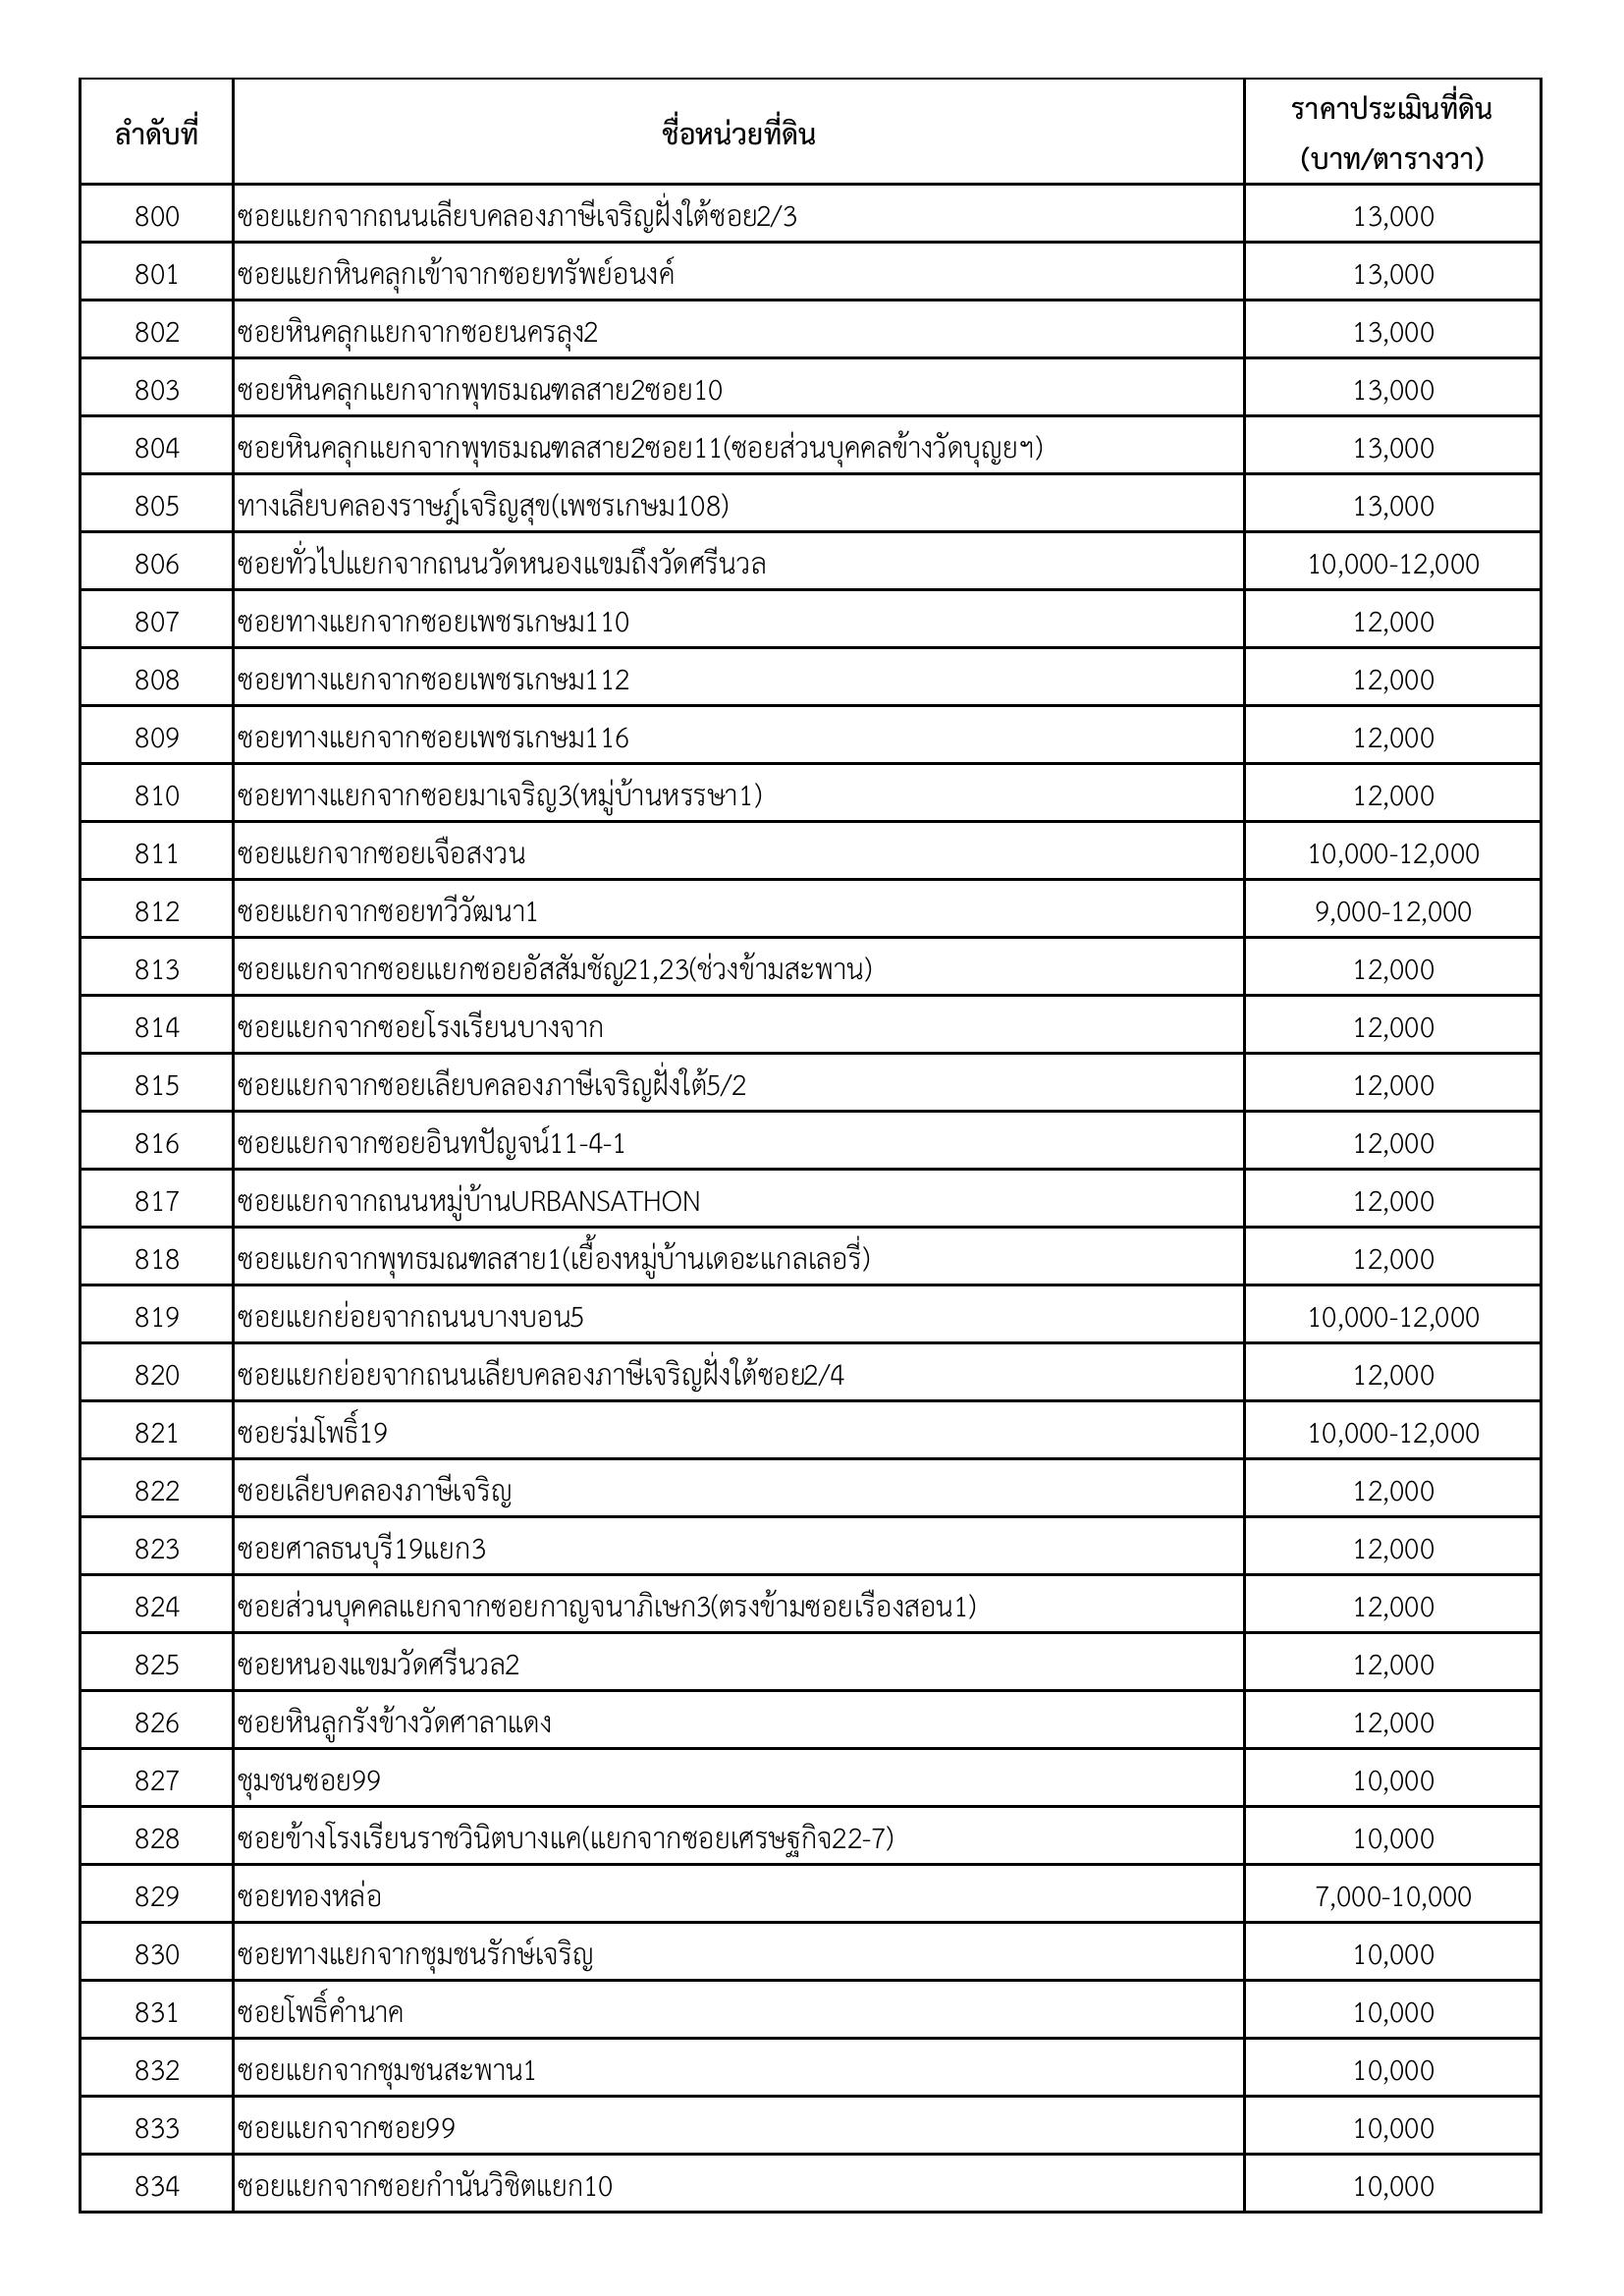 ลำดับที่ ชื่อหน่วยที่ดิน ราคาประเมินที่ดิน
(บาท/ตารางวา)
800 ซอยแยกจากถนนเลียบคลองภาษีเจริญฝั่งใต้ซอย2/3 13,000
801 ซอยแยกหินคลุกเข้าจากซอยทรัพย์อนงค์ 13,000
802 ซอยหินคลุกแยกจากซอยนครลุง2 13,000
803 ซอยหินคลุกแยกจากพุทธมณฑลสาย2ซอย10 13,000
804 ซอยหินคลุกแยกจากพุทธมณฑลสาย2ซอย11(ซอยส่วนบุคคลข้างวัดบุญยฯ) 13,000
805 ทางเลียบคลองราษฎ์เจริญสุข(เพชรเกษม108) 13,000
806 ซอยทั่วไปแยกจากถนนวัดหนองแขมถึงวัดศรีนวล 10,000-12,000
807 ซอยทางแยกจากซอยเพชรเกษม110 12,000
808 ซอยทางแยกจากซอยเพชรเกษม112 12,000
809 ซอยทางแยกจากซอยเพชรเกษม116 12,000
810 ซอยทางแยกจากซอยมาเจริญ3(หมู่บ้านหรรษา1) 12,000
811 ซอยแยกจากซอยเจือสงวน 10,000-12,000
812 ซอยแยกจากซอยทวีวัฒนา1 9,000-12,000
813 ซอยแยกจากซอยแยกซอยอัสสัมชัญ21,23(ช่วงข้ามสะพาน) 12,000
814 ซอยแยกจากซอยโรงเรียนบางจาก 12,000
815 ซอยแยกจากซอยเลียบคลองภาษีเจริญฝั่งใต้5/2 12,000
816 ซอยแยกจากซอยอินทปัญจน์11-4-1 12,000
817 ซอยแยกจากถนนหมู่บ้านURBANSATHON 12,000
818 ซอยแยกจากพุทธมณฑลสาย1(เยื้องหมู่บ้านเดอะแกลเลอรี่) 12,000
819 ซอยแยกย่อยจากถนนบางบอน5 10,000-12,000
820 ซอยแยกย่อยจากถนนเลียบคลองภาษีเจริญฝั่งใต้ซอย2/4 12,000
821 ซอยร่มโพธิ์19 10,000-12,000
822 ซอยเลียบคลองภาษีเจริญ 12,000
823 ซอยศาลธนบุรี19แยก3 12,000
824 ซอยส่วนบุคคลแยกจากซอยกาญจนาภิเษก3(ตรงข้ามซอยเรืองสอน1) 12,000
825 ซอยหนองแขมวัดศรีนวล2 12,000
826 ซอยหินลูกรังข้างวัดศาลาแดง 12,000
827 ชุมชนซอย99 10,000
828 ซอยข้างโรงเรียนราชวินิตบางแค(แยกจากซอยเศรษฐกิจ22-7) 10,000
829 ซอยทองหล่อ 7,000-10,000
830 ซอยทางแยกจากชุมชนรักษ์เจริญ 10,000
831 ซอยโพธิ์คำนาค 10,000
832 ซอยแยกจากชุมชนสะพาน1 10,000
833 ซอยแยกจากซอย99 10,000
834 ซอยแยกจากซอยกำนันวิชิตแยก10 10,000